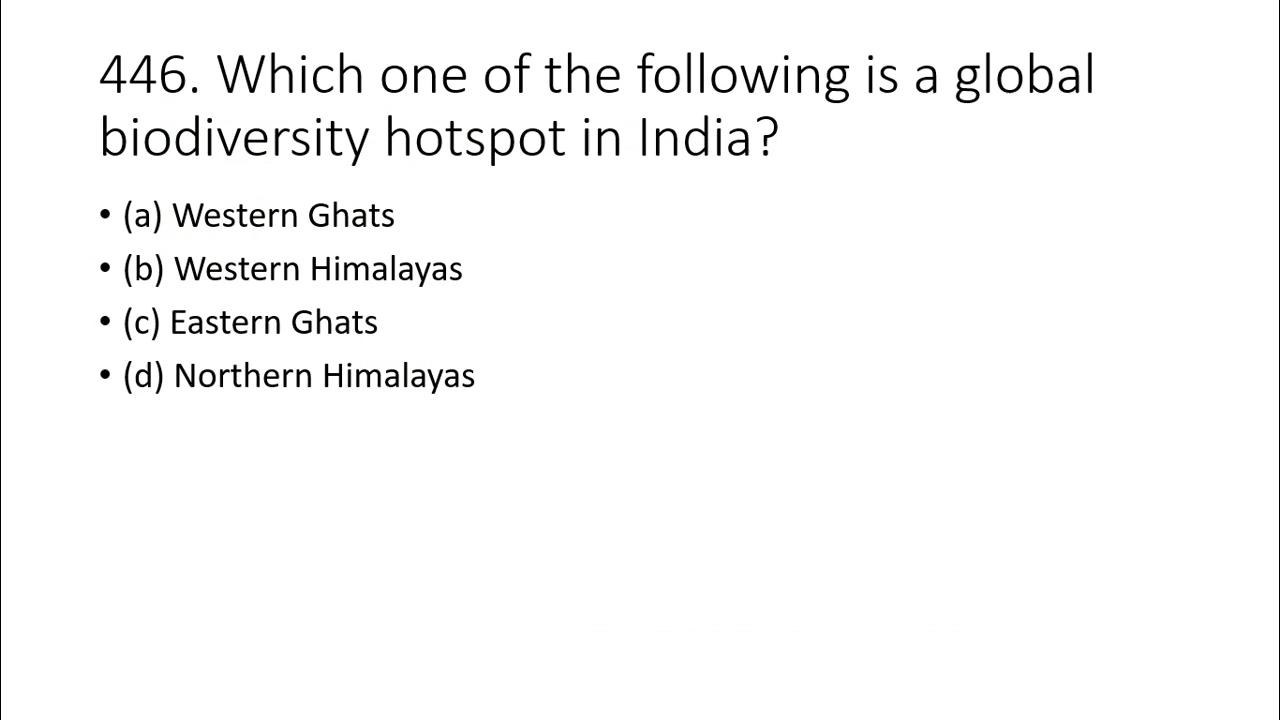 446. Which one of the following is a global
biodiversity hotspot in India?
• (a) Western Ghats
• (b) Western Himalayas
• (c) Eastern Ghats
• (d) Northern Himalayas